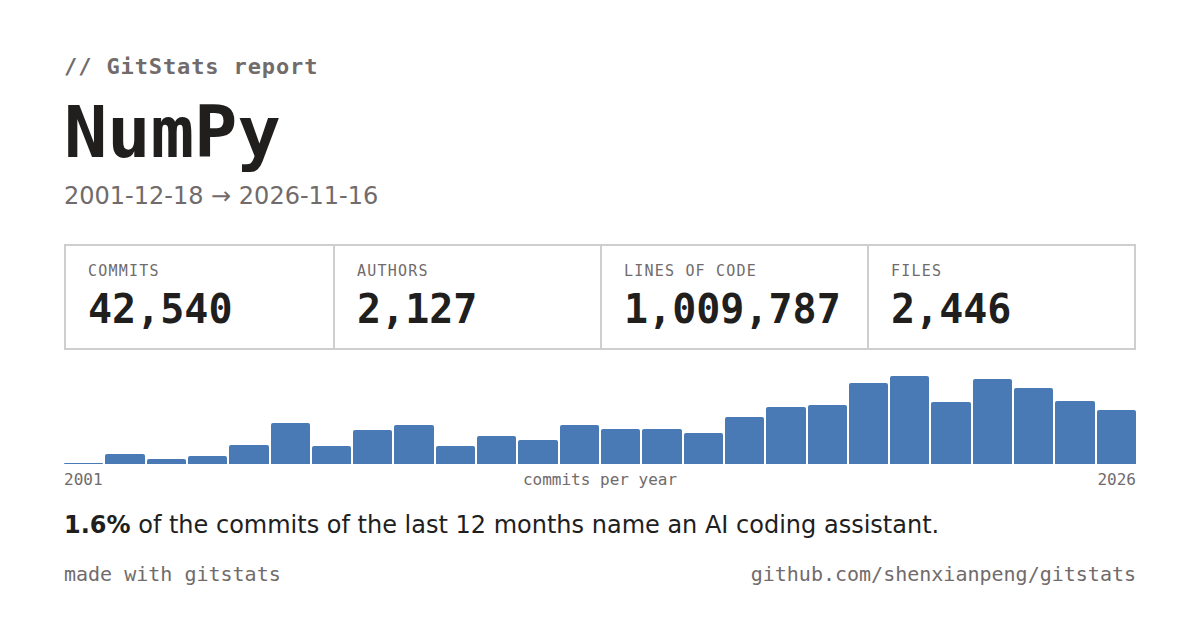 // GitStats report
NumPy
2001-12-18 → 2026-11-16
COMMITS AUTHORS LINES OF CODE FILES
42,540 2,127 1,009,787 2,446
2001 commits per year 2026
1.6% of the commits of the last 12 months name an AI coding assistant.
made with gitstats github.com/shenxianpeng/gitstats